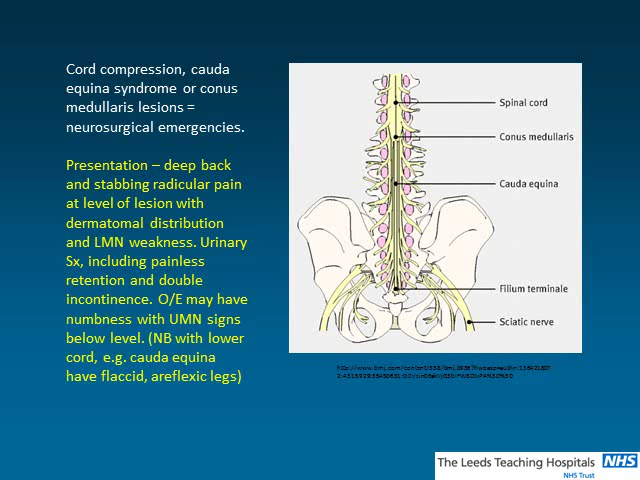 Cord compression, cauda
equina syndrome or conus
medullaris lesions =
neurosurgical emergencies.
Presentation – deep back
and stabbing radicular pain
at level of lesion with
dermatomal distribution
and LMN weakness. Urinary
Sx, including painless
retention and double
incontinence. O/E may have
numbness with UMN signs
below level. (NB with lower
cord, e.g. cauda equina
have flaccid, areflexic legs)
Spinal cord
Conus medullaris
Cauda equina
Filium terminale
Sciatic nerve
The Leeds Teaching Hospitals NHS
NHS Trust